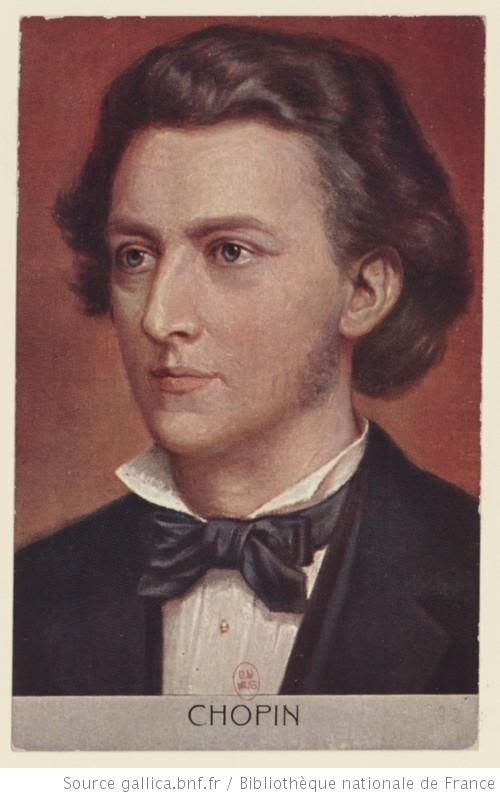 CHOPIN
Source gallica.bnf.fr / Bibliothèque nationale de France